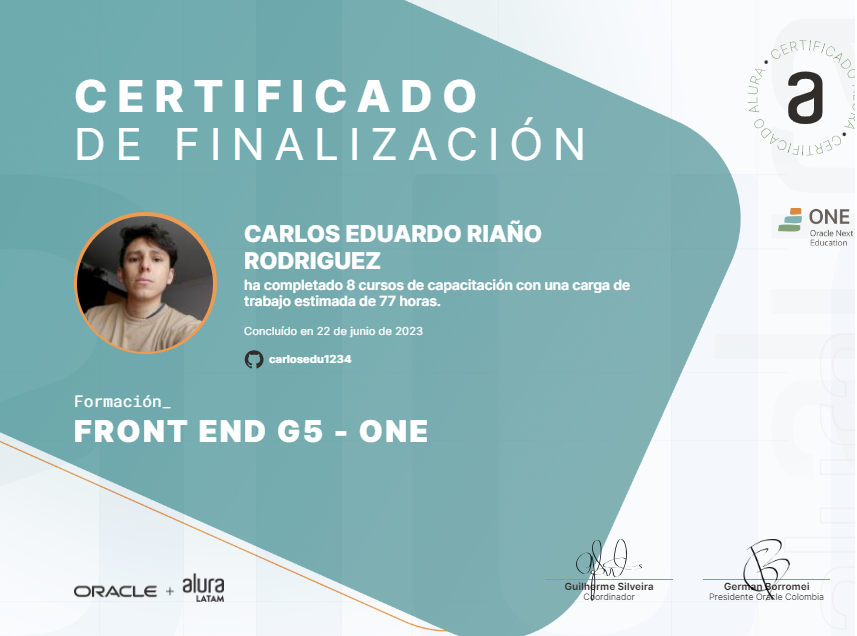 CERTIFICADO
DE FINALIZACIÓN
CERTIFICADO ALURA • CERTIFICADO
a
ONE
Oracle Next
Education
CARLOS EDUARDO RIAÑO
RODRIGUEZ
ha completado 8 cursos de capacitación con una carga de
trabajo estimada de 77 horas.
Concluído en 22 de junio de 2023
carlosedu1234
Formación_
FRONT END G5 - ONE
ORACLE + alura
LATAM
Guilherme Silveira
Coordinador
German Borromei
Presidente Oracle Colombia